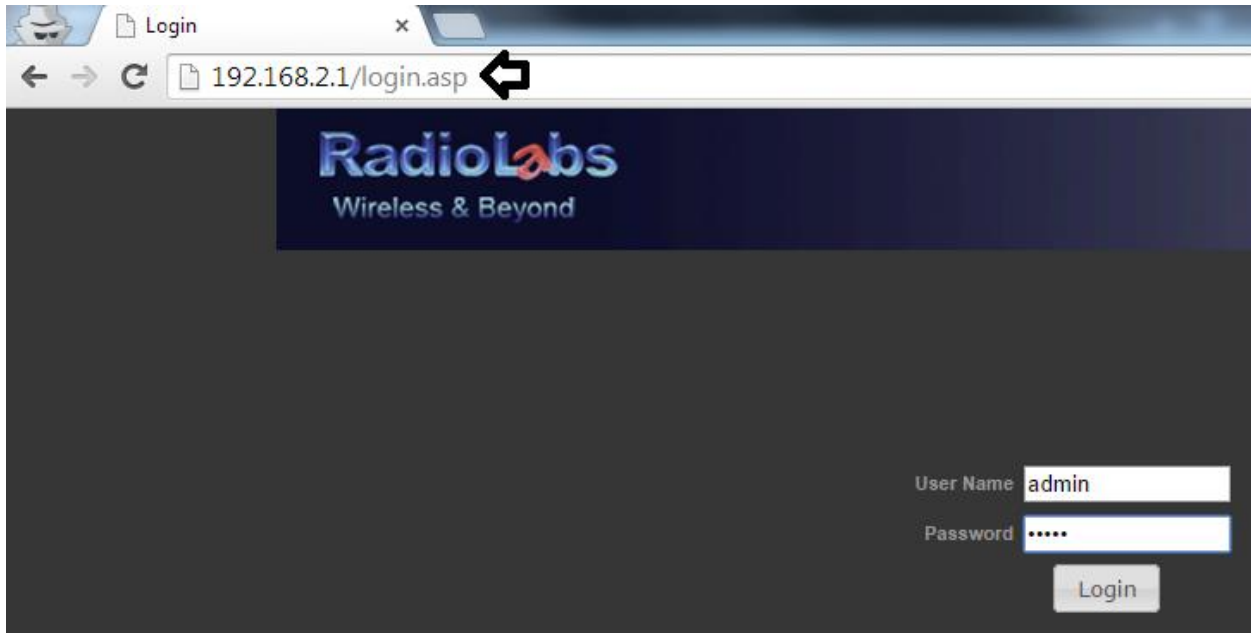 Login
192.168.2.1/login.asp
RadioLabs
Wireless & Beyond
User Name admin
Password •••••
Login